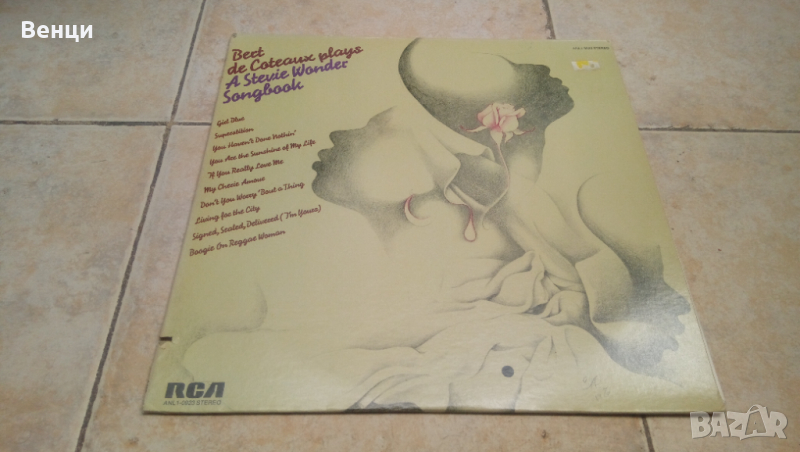 Венци
Bert
de Coteaux plays
A Stevie Wonder
Songbook
Girl Blue
Superstition
You Haven't Done Nothin'
You Are the Sunshine of My Life
If You Really Love Me
My Cherie Amour
Don't You Worry 'Bout a Thing
Living for the City
Signed, Sealed, Delivered (I'm Yours)
Boogie On Reggae Woman
RCA
STEREO
BAZAR